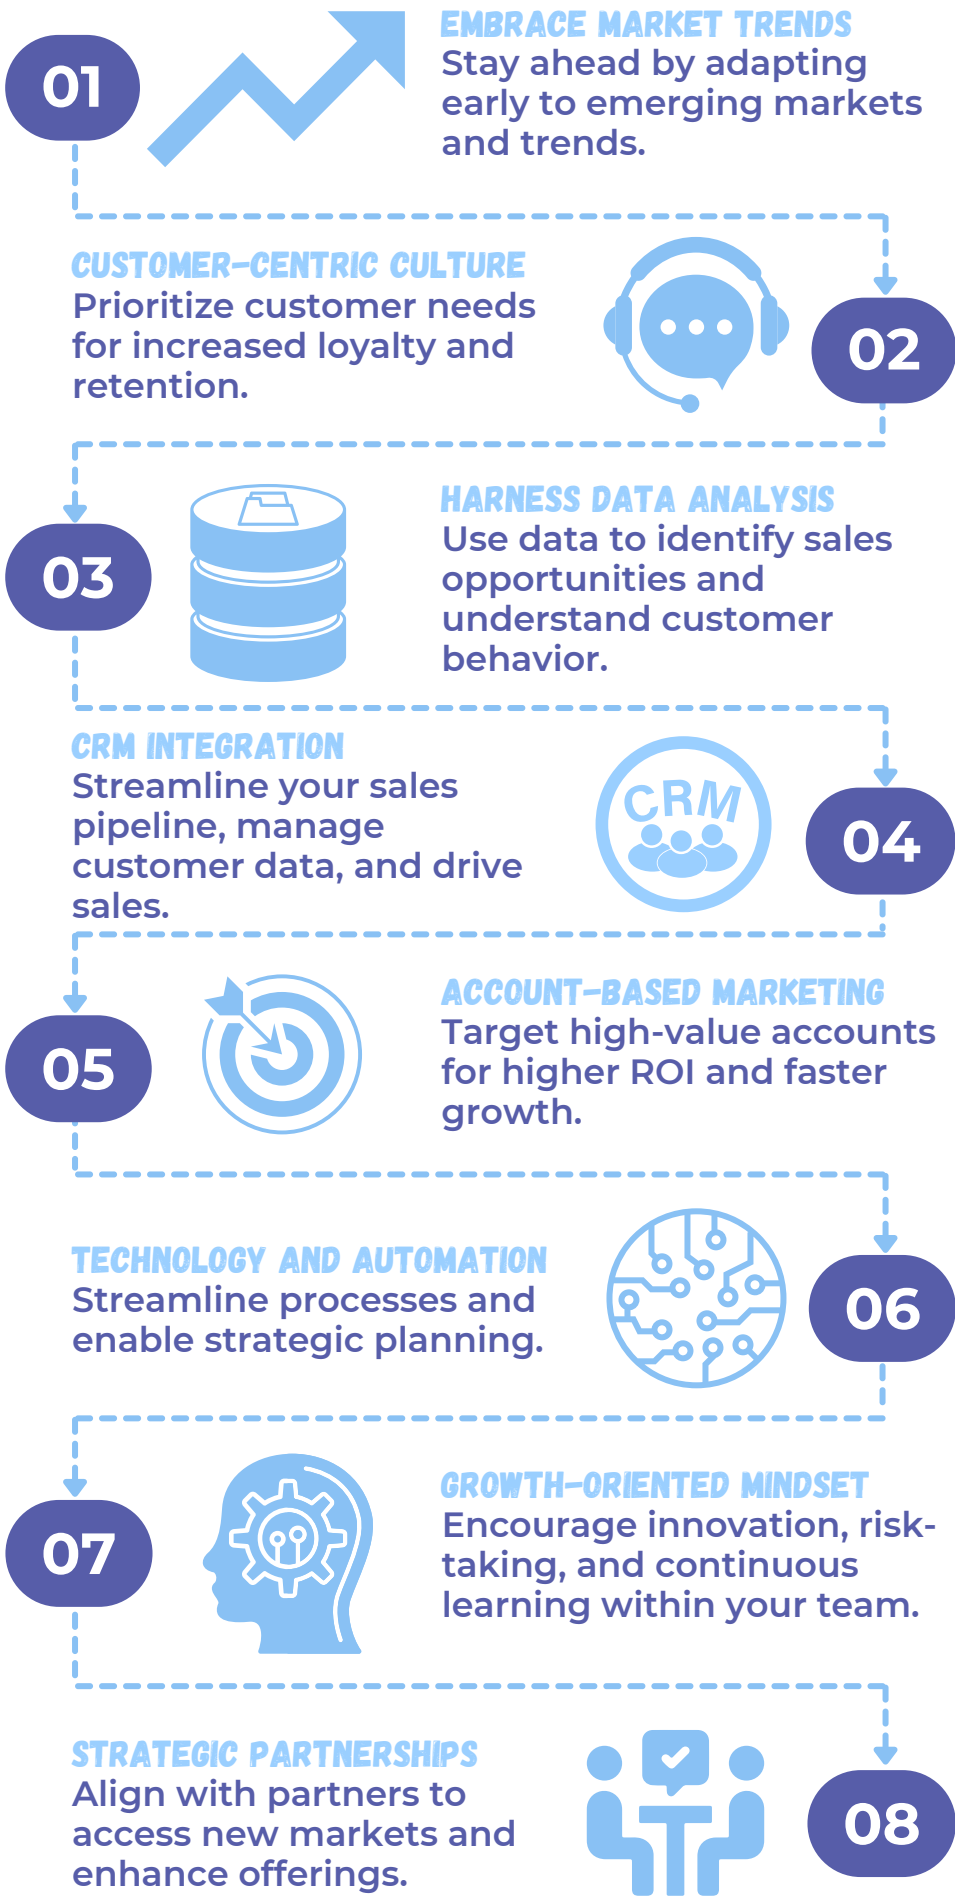 01
EMBRACE MARKET TRENDS
Stay ahead by adapting
early to emerging markets
and trends.
CUSTOMER-CENTRIC CULTURE
Prioritize customer needs
for increased loyalty and
retention.
02
03
HARNESS DATA ANALYSIS
Use data to identify sales
opportunities and
understand customer
behavior.
CRM INTEGRATION
Streamline your sales
pipeline, manage
customer data, and drive
sales.
CRM
04
05
ACCOUNT-BASED MARKETING
Target high-value accounts
for higher ROI and faster
growth.
TECHNOLOGY AND AUTOMATION
Streamline processes and
enable strategic planning.
06
07
GROWTH-ORIENTED MINDSET
Encourage innovation, risk-
taking, and continuous
learning within your team.
STRATEGIC PARTNERSHIPS
Align with partners to
access new markets and
enhance offerings.
08